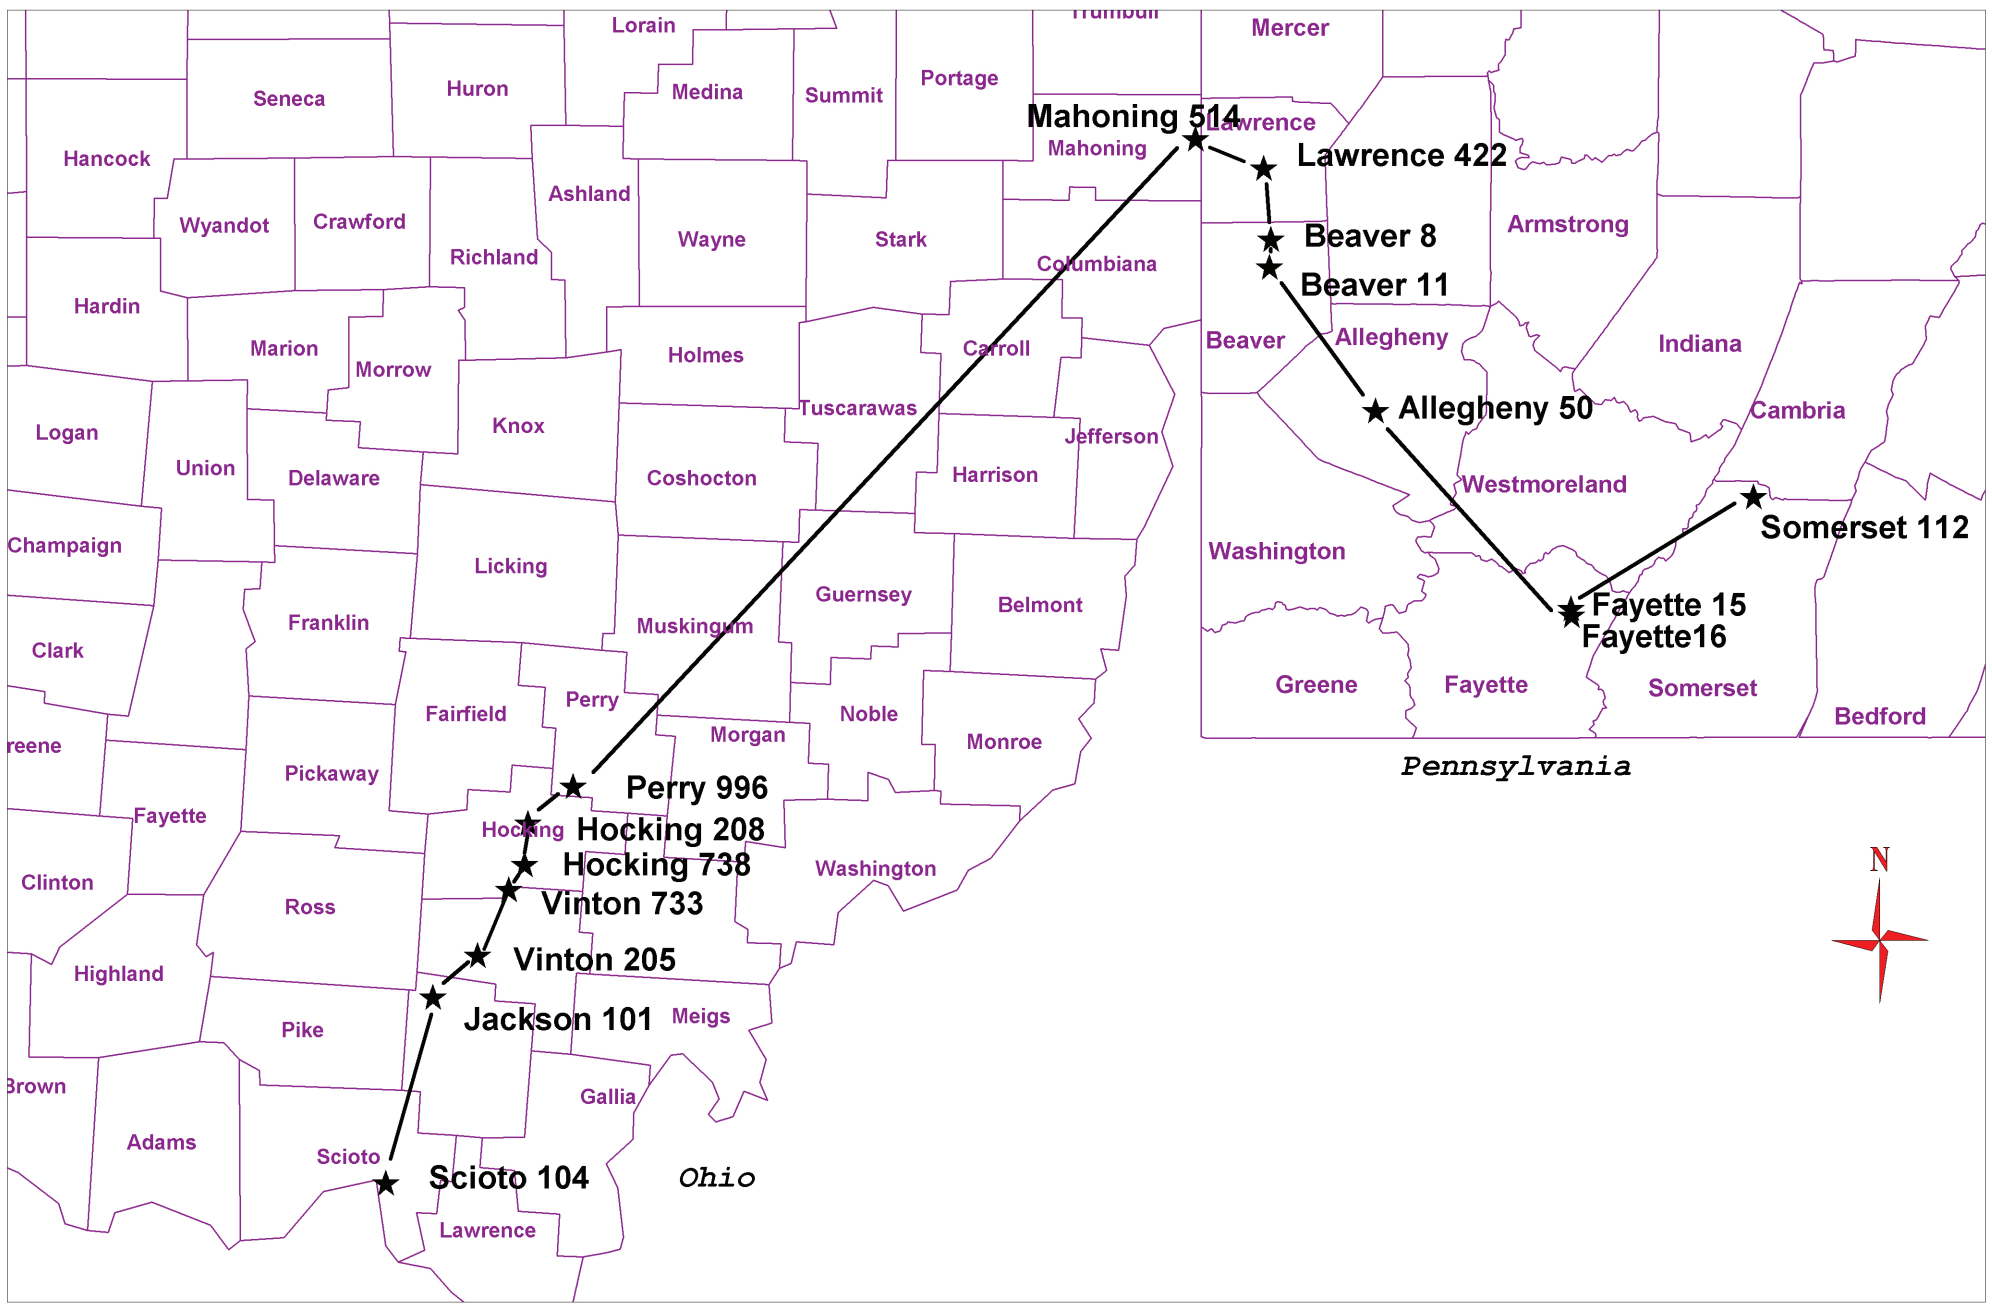 Lorain
Trumbull
Mercer
Seneca
Huron
Medina
Summit
Portage
Mahoning 514
Lawrence
Hancock
Mahoning
Lawrence 422
Ashland
Wyandot
Crawford
Wayne
Stark
Beaver 8
Armstrong
Richland
Columbiana
Beaver 11
Hardin
Marion
Morrow
Holmes
Carroll
Beaver
Allegheny
Indiana
Logan
Knox
Tuscarawas
Jefferson
Allegheny 50
Cambria
Union
Delaware
Coshocton
Harrison
Westmoreland
Somerset 112
Champaign
Licking
Washington
Clark
Franklin
Muskingum
Guernsey
Belmont
Fayette 15
Fayette16
Greene
Fayette
Somerset
Bedford
Fairfield
Perry
Morgan
Noble
Monroe
reene
Pickaway
Pennsylvania
Perry 996
Fayette
Hocking
Hocking 208
Hocking 738
Washington
N
Clinton
Ross
Vinton 733
Vinton 205
Highland
Jackson 101
Pike
Meigs
Brown
Gallia
Adams
Scioto
Scioto 104
Ohio
Lawrence